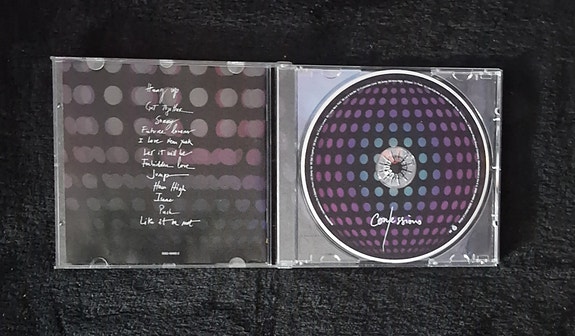 Hung up
Get together
Sorry
Future lovers
I love New York
Let it will be
Forbidden love
Jump
How High
Isaac
Push
Like it or not
Confessions